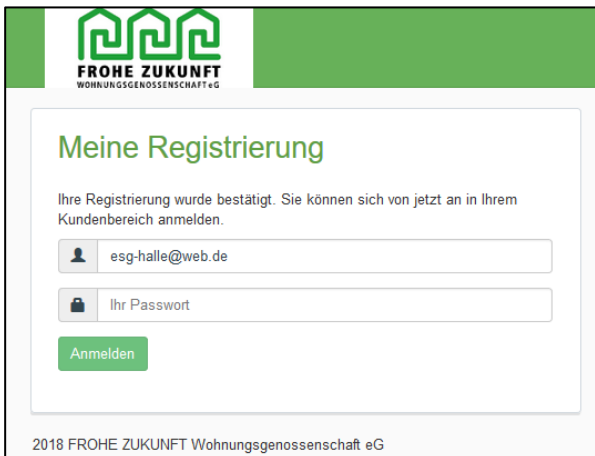 FROHE ZUKUNFT
WOHNUNGSGENOSSENSCHAFT eG
Meine Registrierung
Ihre Registrierung wurde bestätigt. Sie können sich von jetzt an in Ihrem
Kundenbereich anmelden.
esg-halle@web.de
Ihr Passwort
Anmelden
2018 FROHE ZUKUNFT Wohnungsgenossenschaft eG